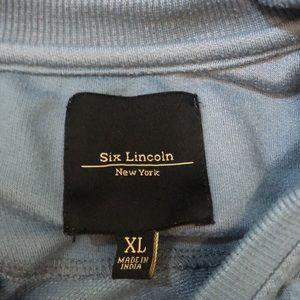 Six Lincoln
New York
XL
MADE IN
INDIA